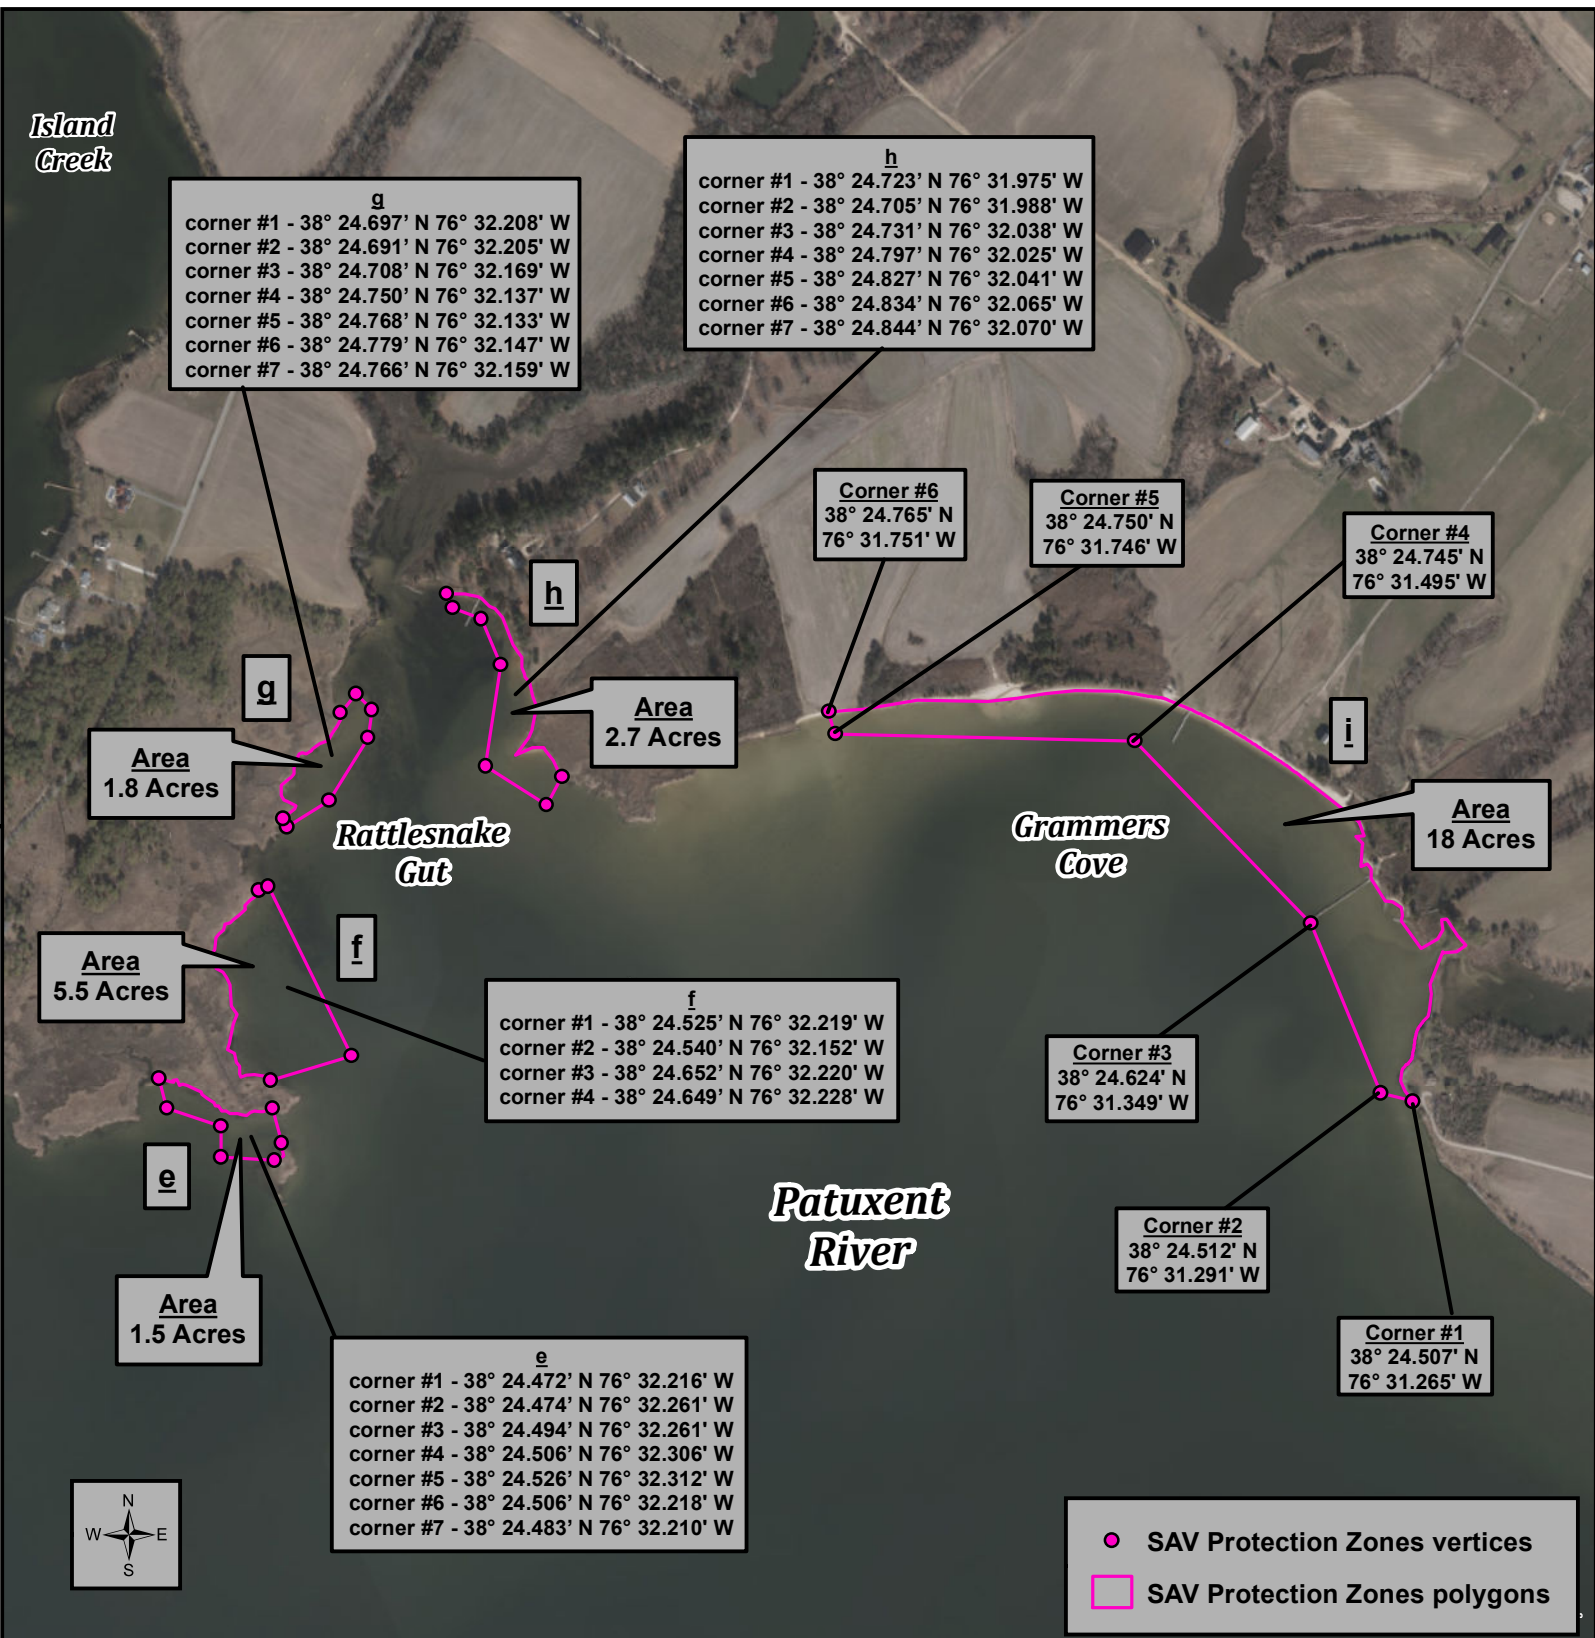 Island
Creek
g
corner #1 - 38° 24.697’ N 76° 32.208' W
corner #2 - 38° 24.691’ N 76° 32.205' W
corner #3 - 38° 24.708’ N 76° 32.169' W
corner #4 - 38° 24.750’ N 76° 32.137' W
corner #5 - 38° 24.768’ N 76° 32.133' W
corner #6 - 38° 24.779’ N 76° 32.147' W
corner #7 - 38° 24.766’ N 76° 32.159' W
h
corner #1 - 38° 24.723’ N 76° 31.975' W
corner #2 - 38° 24.705’ N 76° 31.988' W
corner #3 - 38° 24.731’ N 76° 32.038' W
corner #4 - 38° 24.797’ N 76° 32.025' W
corner #5 - 38° 24.827’ N 76° 32.041' W
corner #6 - 38° 24.834’ N 76° 32.065' W
corner #7 - 38° 24.844’ N 76° 32.070' W
Corner #6
38° 24.765' N
76° 31.751' W
Corner #5
38° 24.750' N
76° 31.746' W
Corner #4
38° 24.745' N
76° 31.495' W
h
g
Area
2.7 Acres
i
Area
1.8 Acres
Rattlesnake
Gut
Grammers
Cove
Area
18 Acres
f
Area
5.5 Acres
f
corner #1 - 38° 24.525’ N 76° 32.219' W
corner #2 - 38° 24.540’ N 76° 32.152' W
corner #3 - 38° 24.652’ N 76° 32.220' W
corner #4 - 38° 24.649’ N 76° 32.228' W
Corner #3
38° 24.624' N
76° 31.349' W
e
Patuxent
River
Corner #2
38° 24.512' N
76° 31.291' W
Area
1.5 Acres
Corner #1
38° 24.507' N
76° 31.265' W
e
corner #1 - 38° 24.472’ N 76° 32.216' W
corner #2 - 38° 24.474’ N 76° 32.261' W
corner #3 - 38° 24.494’ N 76° 32.261' W
corner #4 - 38° 24.506’ N 76° 32.306' W
corner #5 - 38° 24.526’ N 76° 32.312' W
corner #6 - 38° 24.506’ N 76° 32.218' W
corner #7 - 38° 24.483’ N 76° 32.210' W
N
W E
S
SAV Protection Zones vertices
SAV Protection Zones polygons